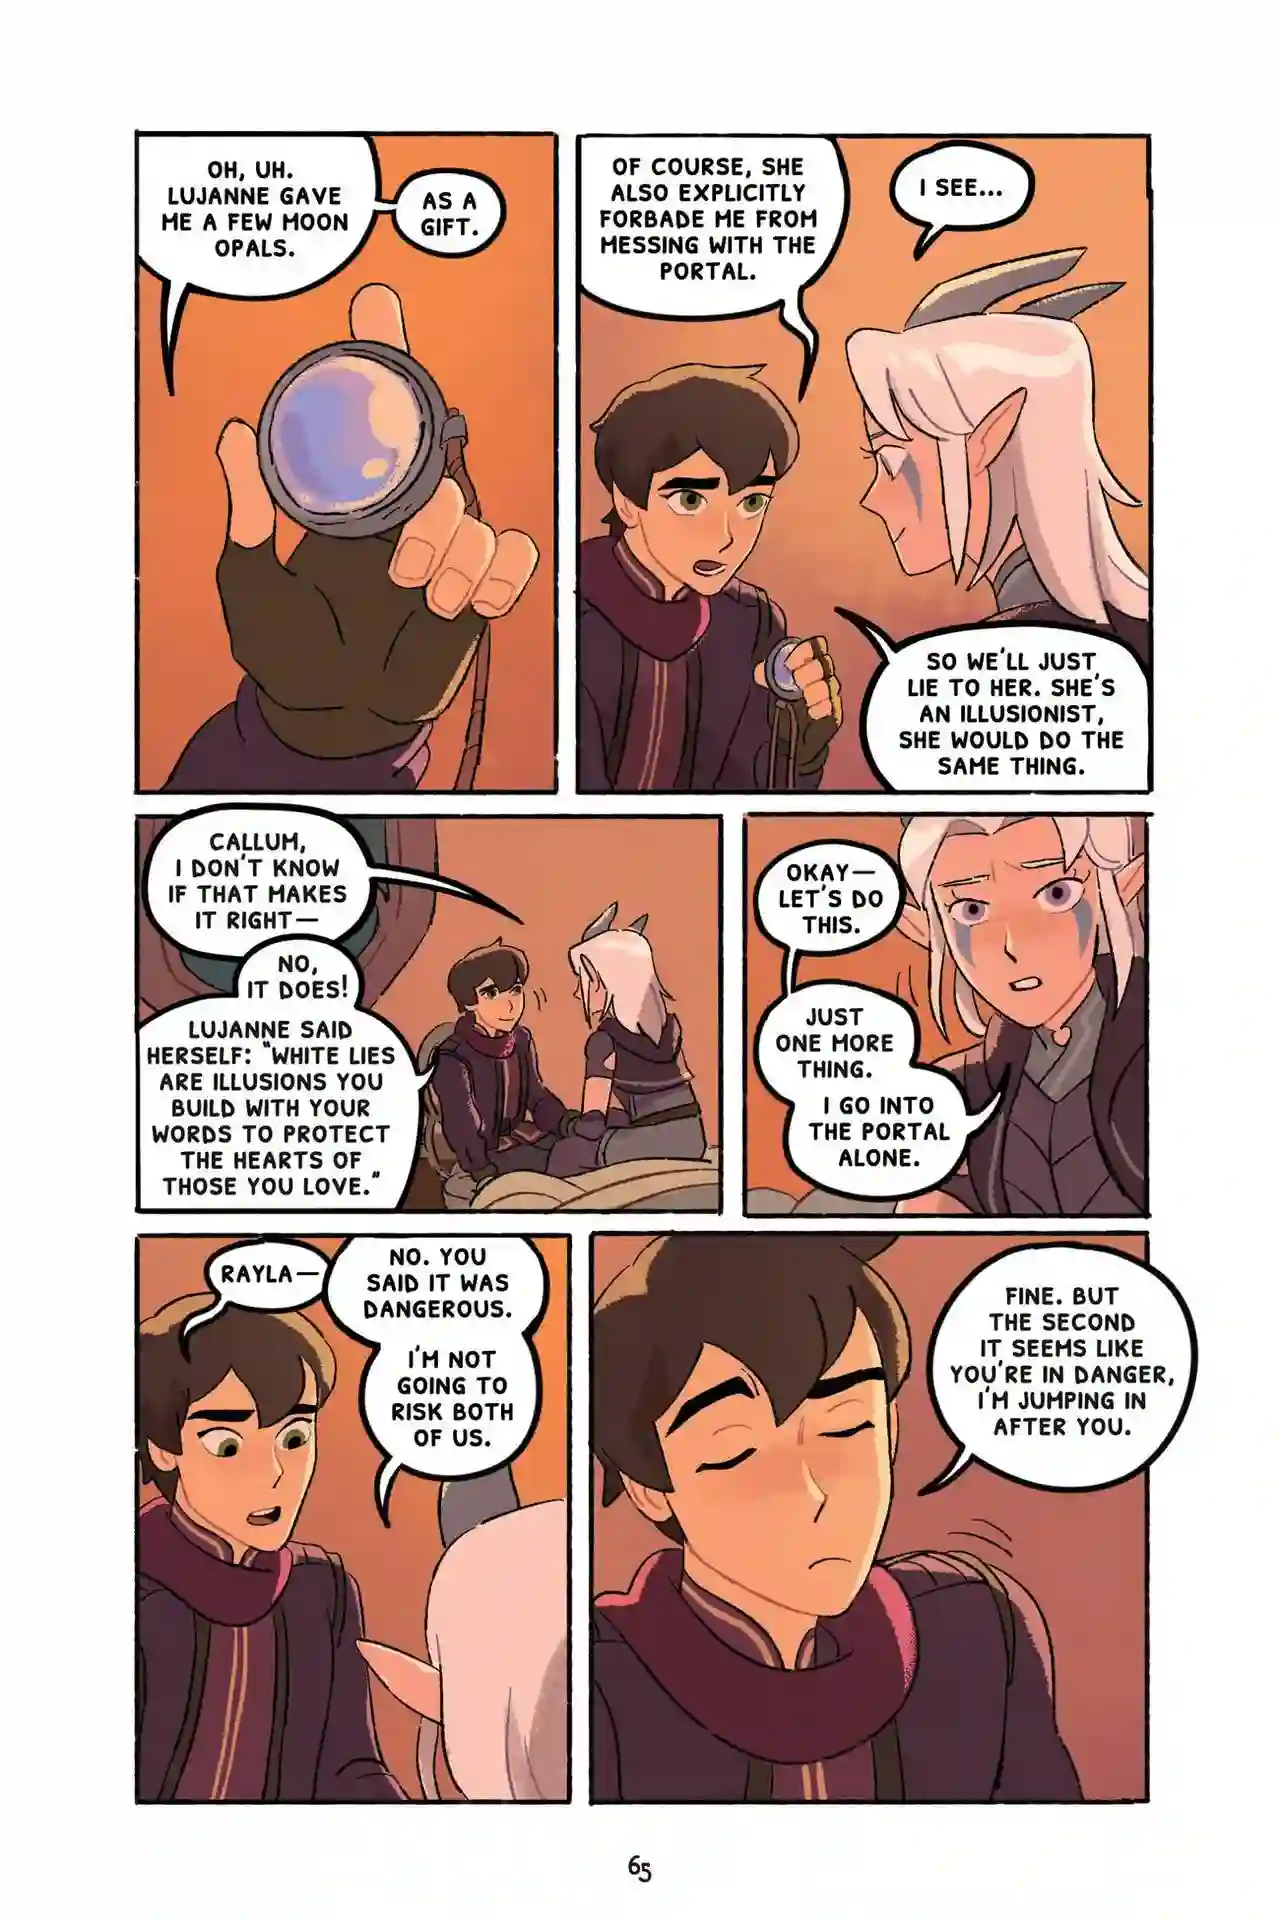 OH, UH.
LUJANNE GAVE
ME A FEW MOON
OPALS.
AS A
GIFT.
OF COURSE, SHE
ALSO EXPLICITLY
FORBADE ME FROM
MESSING WITH THE
PORTAL.
I SEE...
SO WE'LL JUST
LIE TO HER. SHE'S
AN ILLUSIONIST,
SHE WOULD DO THE
SAME THING.
CALLUM,
I DON'T KNOW
IF THAT MAKES
IT RIGHT—
NO,
IT DOES!
LUJANNE SAID
HERSELF: "WHITE LIES
ARE ILLUSIONS YOU
BUILD WITH YOUR
WORDS TO PROTECT
THE HEARTS OF
THOSE YOU LOVE."
OKAY—
LET'S DO
THIS.
JUST
ONE MORE
THING.
I GO INTO
THE PORTAL
ALONE.
RAYLA—
NO. YOU
SAID IT WAS
DANGEROUS.
I'M NOT
GOING TO
RISK BOTH
OF US.
FINE. BUT
THE SECOND
IT SEEMS LIKE
YOU'RE IN DANGER,
I'M JUMPING IN
AFTER YOU.
65